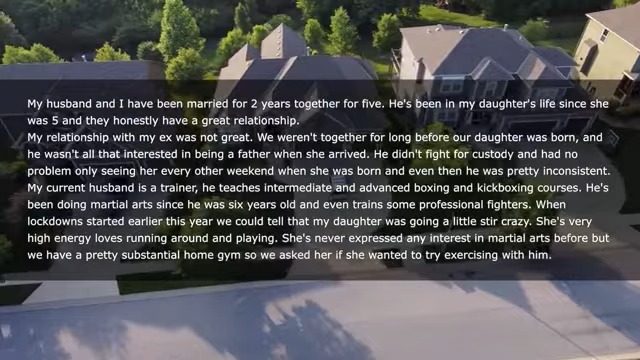 My husband and I have been married for 2 years together for five. He's been in my daughter's life since she
was 5 and they honestly have a great relationship.
My relationship with my ex was not great. We weren't together for long before our daughter was born, and
he wasn't all that interested in being a father when she arrived. He didn't fight for custody and had no
problem only seeing her every other weekend when she was born and even then he was pretty inconsistent.
My current husband is a trainer, he teaches intermediate and advanced boxing and kickboxing courses. He's
been doing martial arts since he was six years old and even trains some professional fighters. When
lockdowns started earlier this year we could tell that my daughter was going a little stir crazy. She's very
high energy loves running around and playing. She's never expressed any interest in martial arts before but
we have a pretty substantial home gym so we asked her if she wanted to try exercising with him.